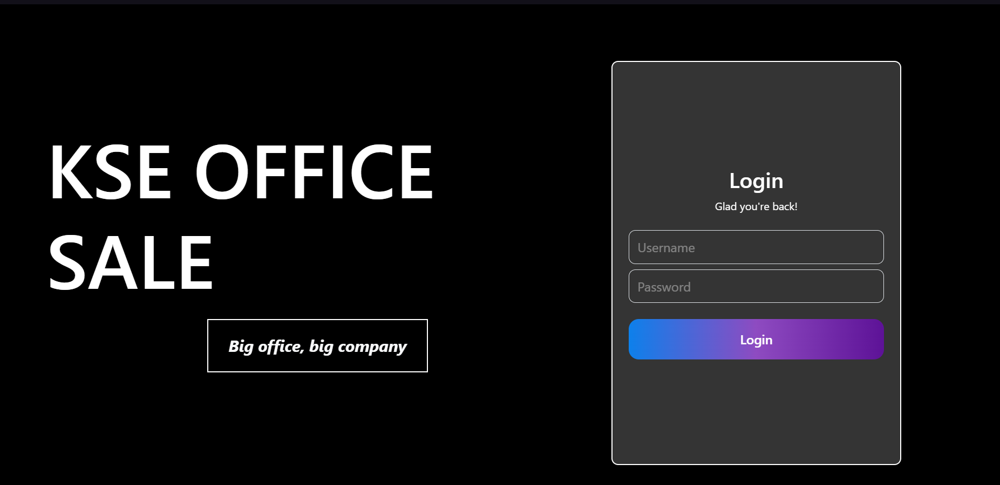 KSE OFFICE
SALE
Big office, big company
Login
Glad you're back!
Username
Password
Login